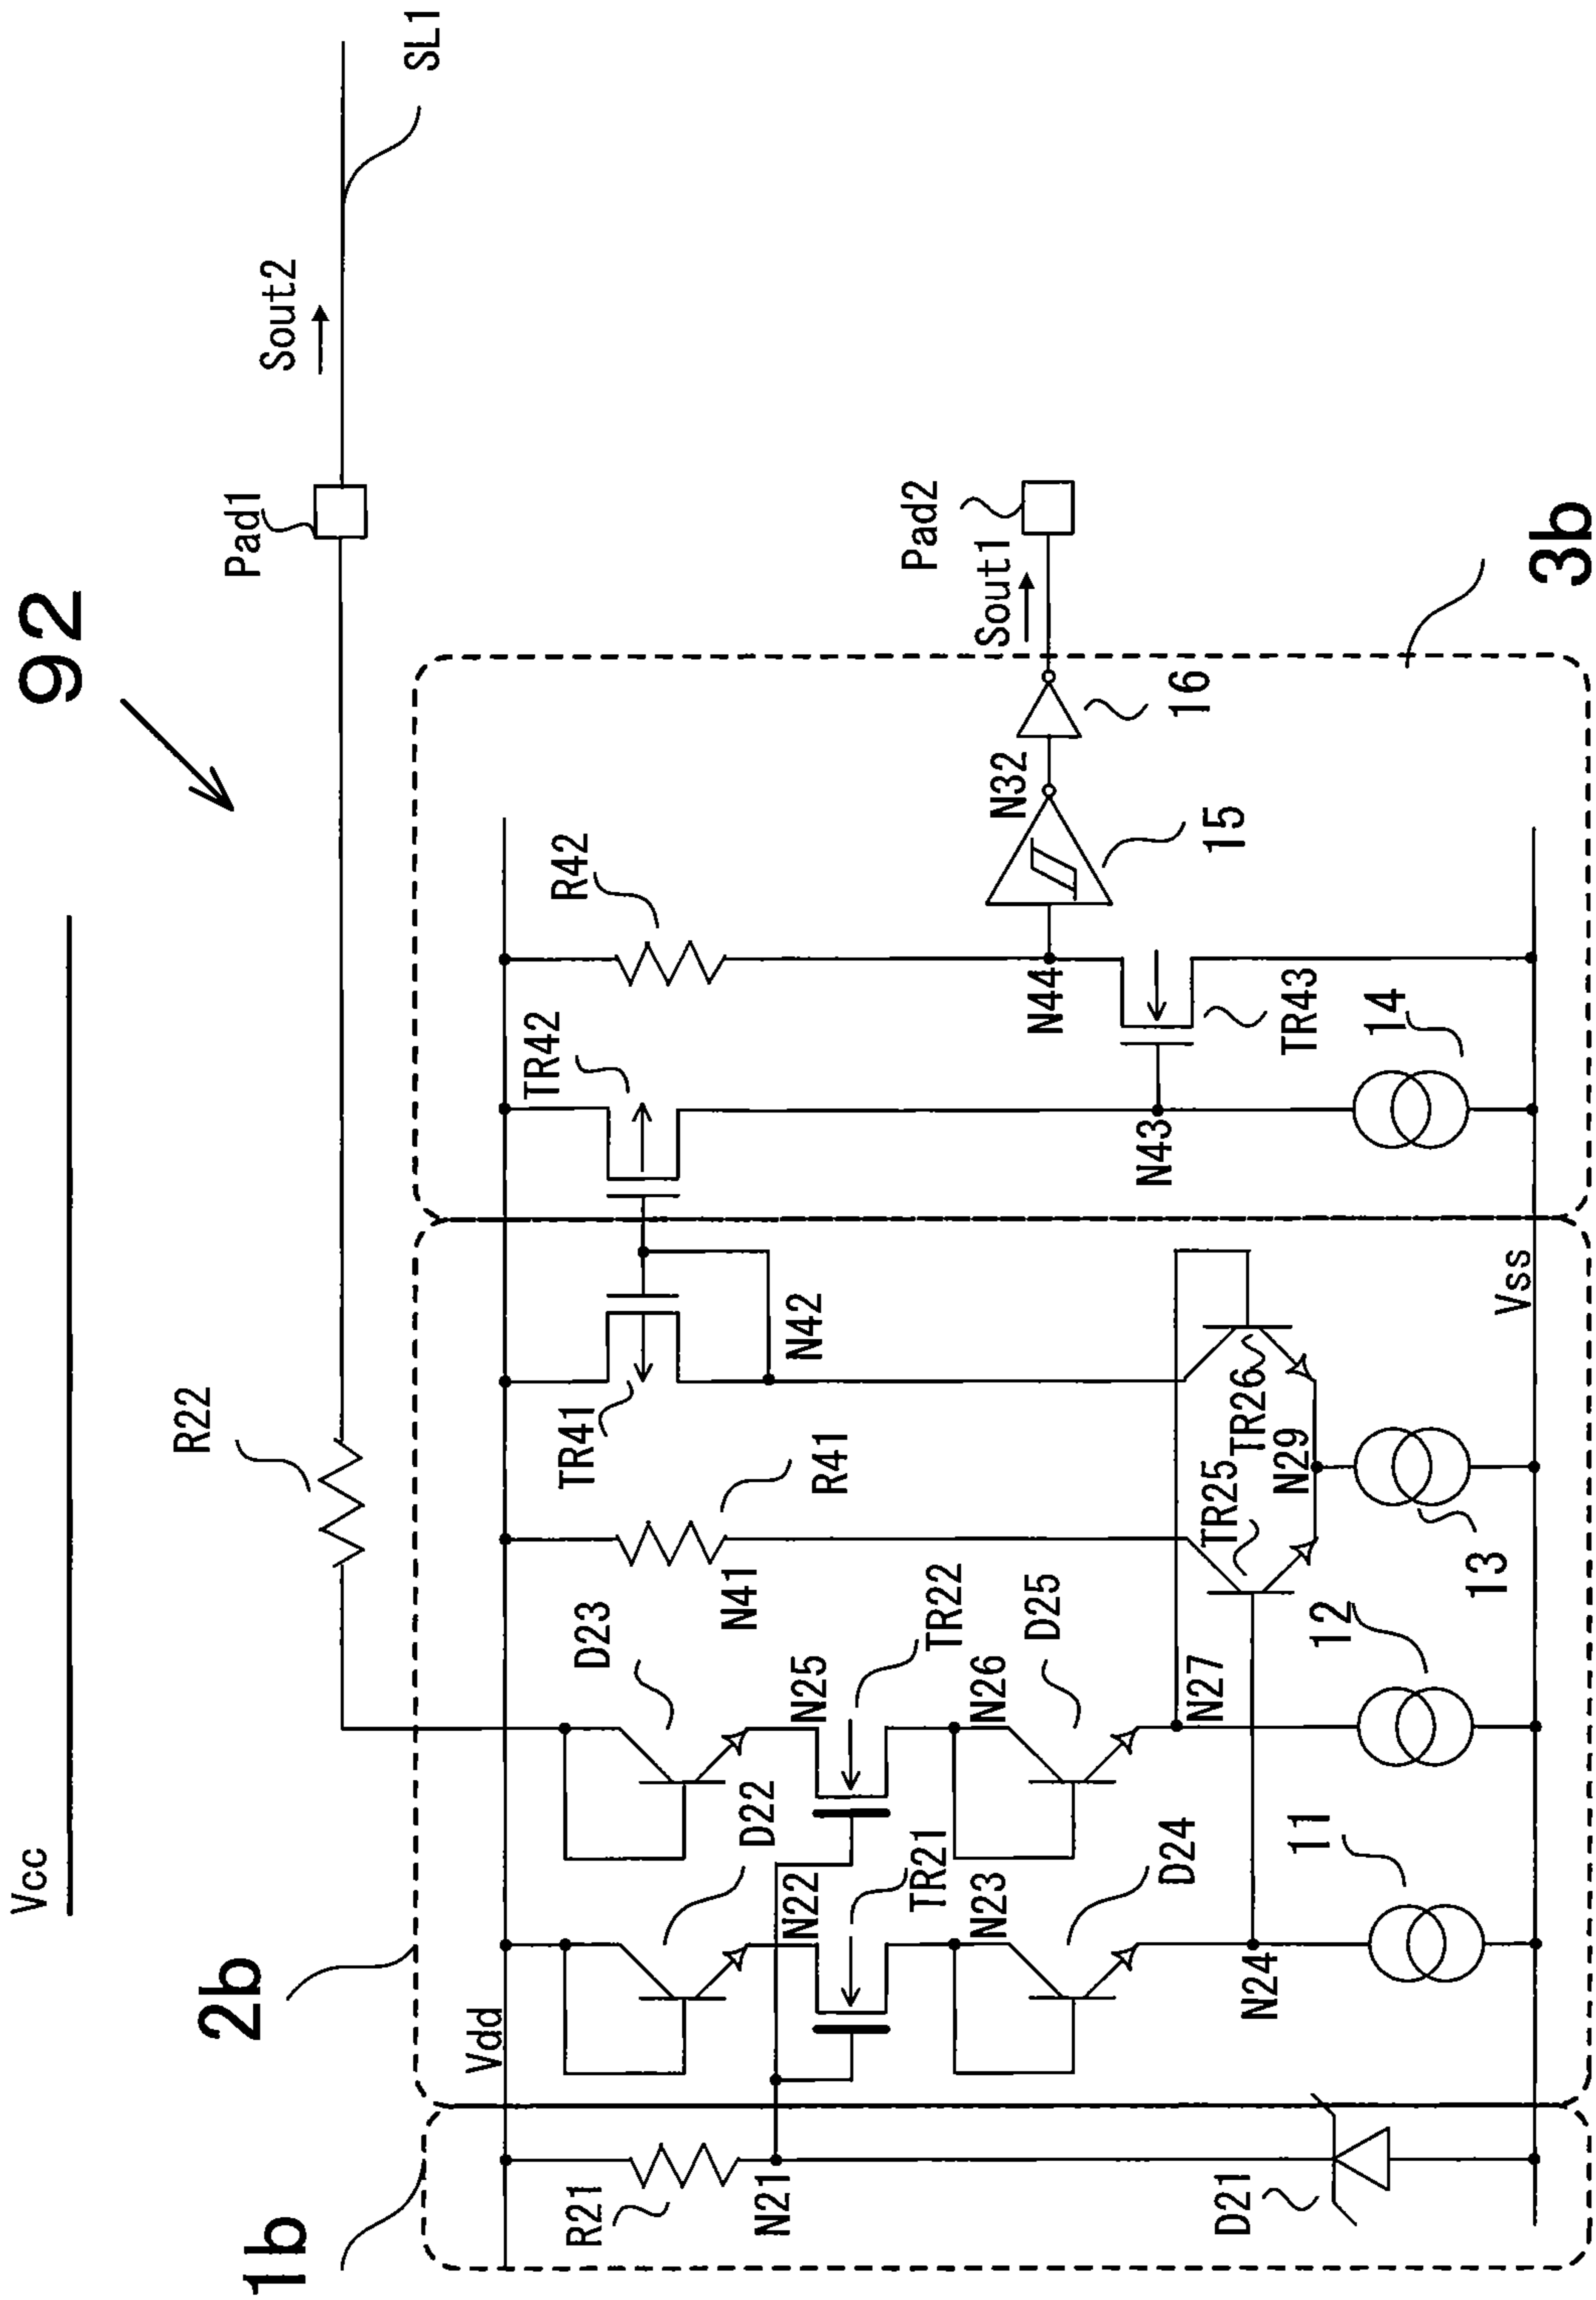 92
Vcc
R22
Pad1
Sout2
SL1
1b
2b
3b
Vdd
R21
N21
D21
D22
N22
TR21
N23
D24
N24
11
D23
N25
TR22
N26
D25
N27
12
R41
N41
TR25
TR26
N29
13
TR41
N42
TR42
N43
14
R42
N44
TR43
15
N32
16
Sout1
Pad2
Vss